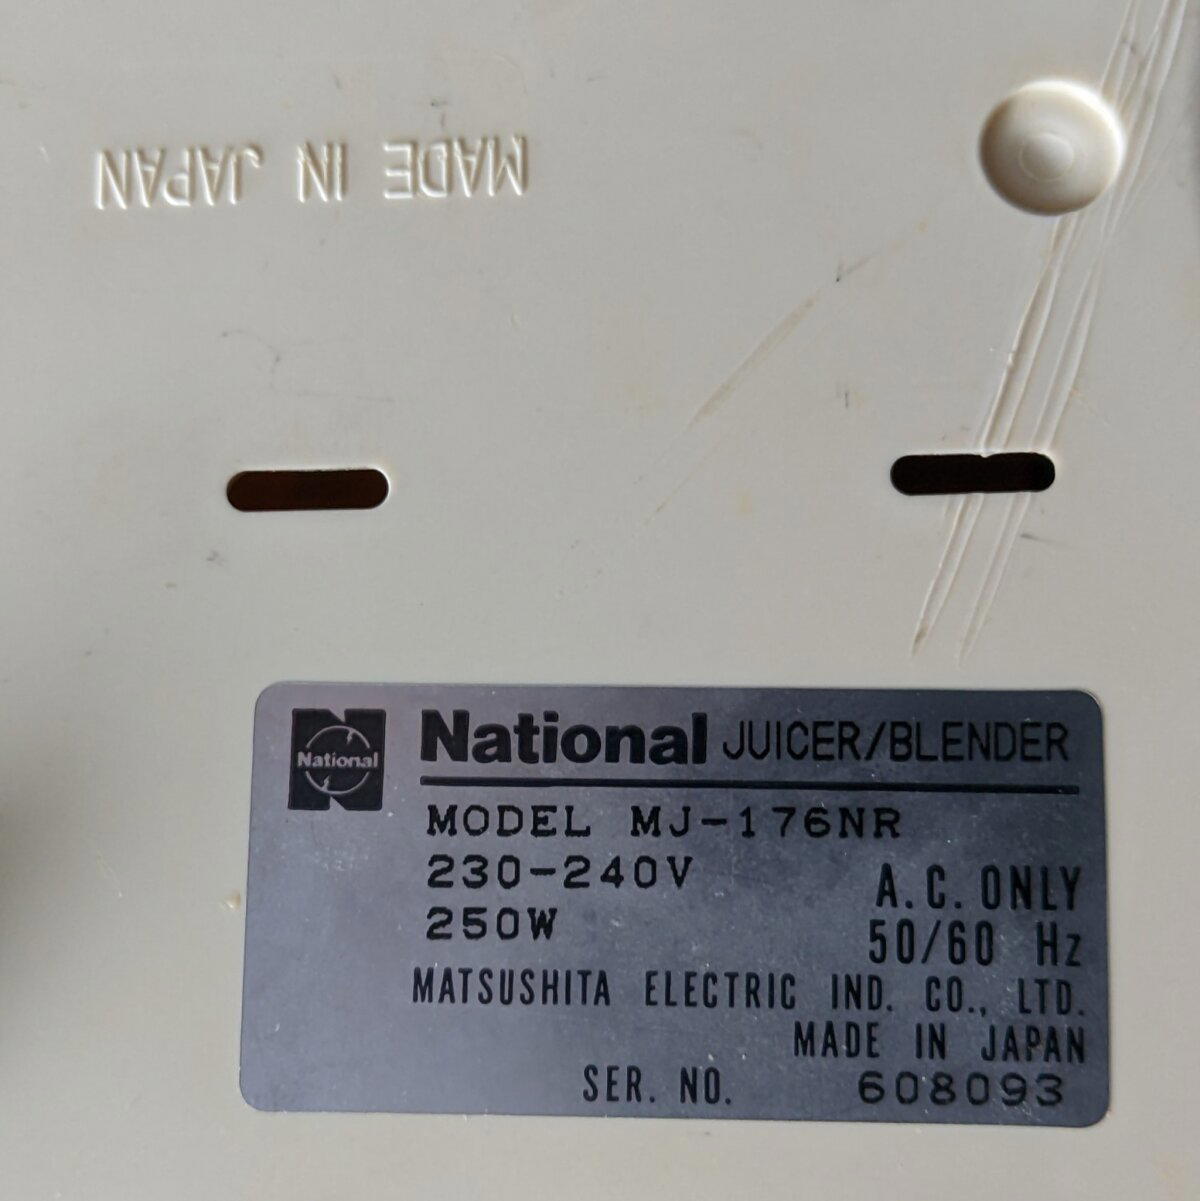 MADE IN JAPAN
National
National JUICER/BLENDER
MODEL MJ-176NR
230-240V A.C. ONLY
250W 50/60 Hz
MATSUSHITA ELECTRIC IND. CO., LTD.
MADE IN JAPAN
SER. NO. 608093